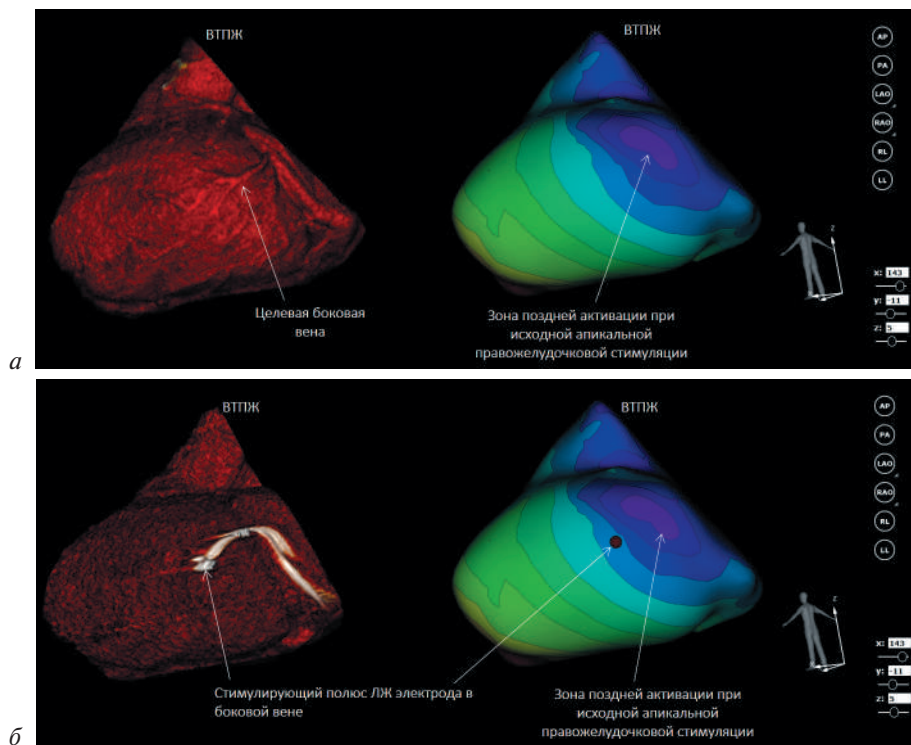 а
ВТПЖ
ВТПЖ
Целевая боковая
вена
Зона поздней активации при
исходной апикальной
правожелудочковой стимуляции
AP
PA
LAO
RAO
RL
LL
z
x: 143
y: -11
z: 5
б
ВТПЖ
ВТПЖ
Стимулирующий полюс ЛЖ электрода в
боковой вене
Зона поздней активации при
исходной апикальной
правожелудочковой стимуляции
AP
PA
LAO
RAO
RL
LL
z
x: 143
y: -11
z: 5